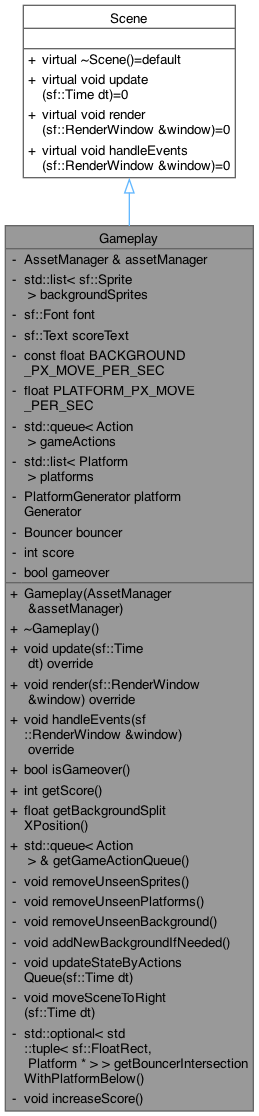 Scene
+ virtual ~Scene()=default
+ virtual void update
(sf::Time dt)=0
+ virtual void render
(sf::RenderWindow &window)=0
+ virtual void handleEvents
(sf::RenderWindow &window)=0
Gameplay
- AssetManager & assetManager
- std::list< sf::Sprite
> backgroundSprites
- sf::Font font
- sf::Text scoreText
- const float BACKGROUND
_PX_MOVE_PER_SEC
- float PLATFORM_PX_MOVE
_PER_SEC
- std::queue< Action
> gameActions
- std::list< Platform
> platforms
- PlatformGenerator platform
Generator
- Bouncer bouncer
- int score
- bool gameover
+ Gameplay(AssetManager
&assetManager)
+ ~Gameplay()
+ void update(sf::Time
dt) override
+ void render(sf::RenderWindow
&window) override
+ void handleEvents(sf
::RenderWindow &window)
override
+ bool isGameover()
+ int getScore()
+ float getBackgroundSplit
XPosition()
+ std::queue< Action
> & getGameActionQueue()
- void removeUnseenSprites()
- void removeUnseenPlatforms()
- void removeUnseenBackground()
- void addNewBackgroundIfNeeded()
- void updateStateByActions
Queue(sf::Time dt)
- void moveSceneToRight
(sf::Time dt)
- std::optional< std
::tuple< sf::FloatRect,
Platform * > > getBouncerIntersection
WithPlatformBelow()
- void increaseScore()